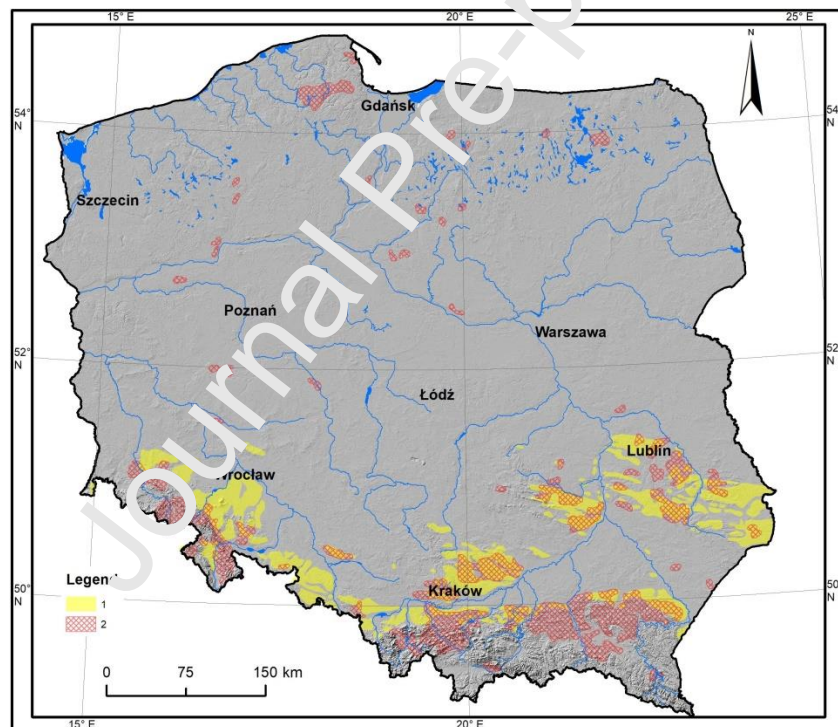 15° E
20° E
25° E
N
54°
N
54°
N
Gdańsk
Szczecin
Poznań
Warszawa
52°
N
52°
N
Łódź
Lublin
Wrocław
50°
N
50°
N
Kraków
Legend
1
2
0 75 150 km
15° E
20° E
Journal Pre-p